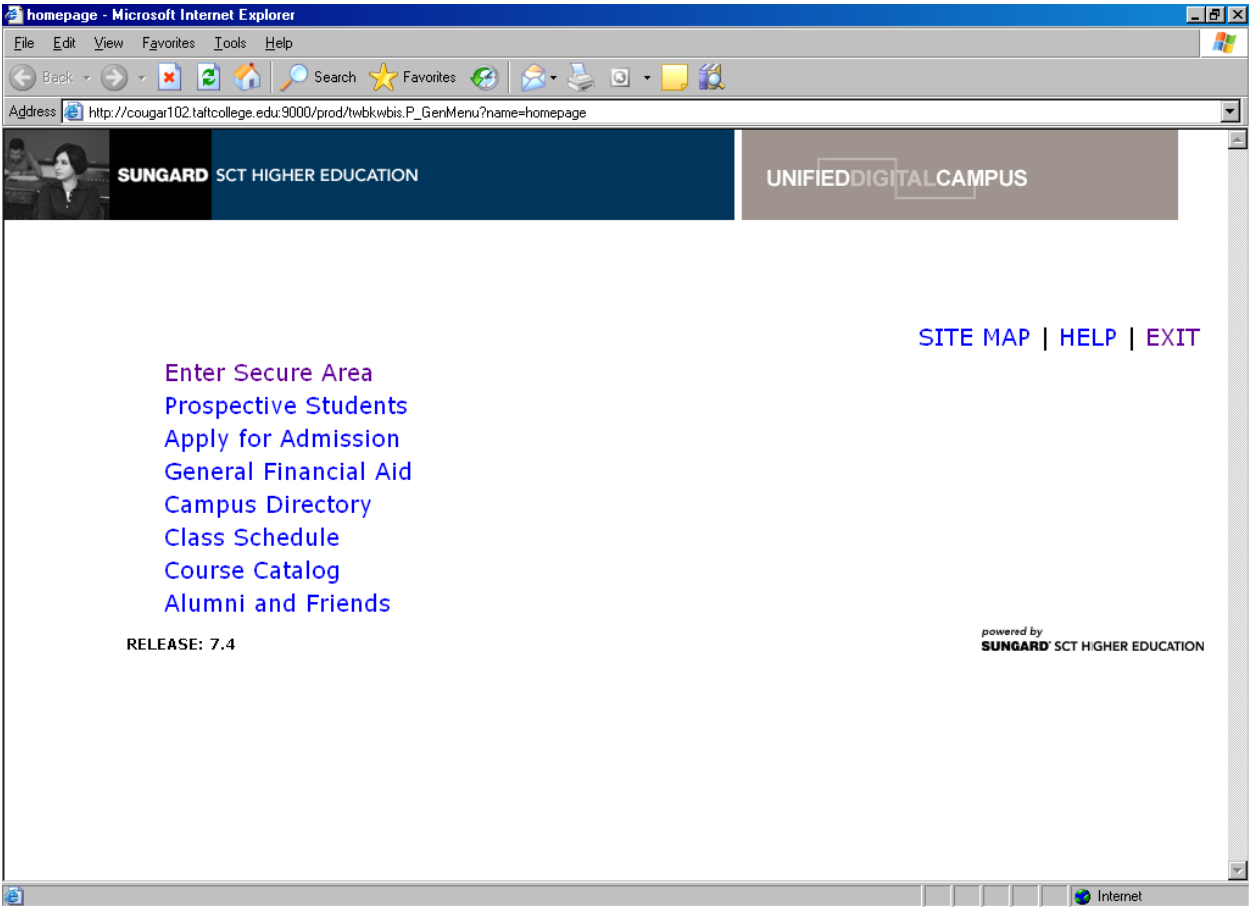 homepage - Microsoft Internet Explorer
File Edit View Favorites Tools Help
Back Search Favorites
Address http://cougar102.taftcollege.edu:9000/prod/twbkwbis.P_GenMenu?name=homepage
SUNGARD SCT HIGHER EDUCATION UNIFIEDDIGITALCAMPUS
SITE MAP | HELP | EXIT
Enter Secure Area
Prospective Students
Apply for Admission
General Financial Aid
Campus Directory
Class Schedule
Course Catalog
Alumni and Friends
RELEASE: 7.4
powered by
SUNGARD® SCT HIGHER EDUCATION
Internet